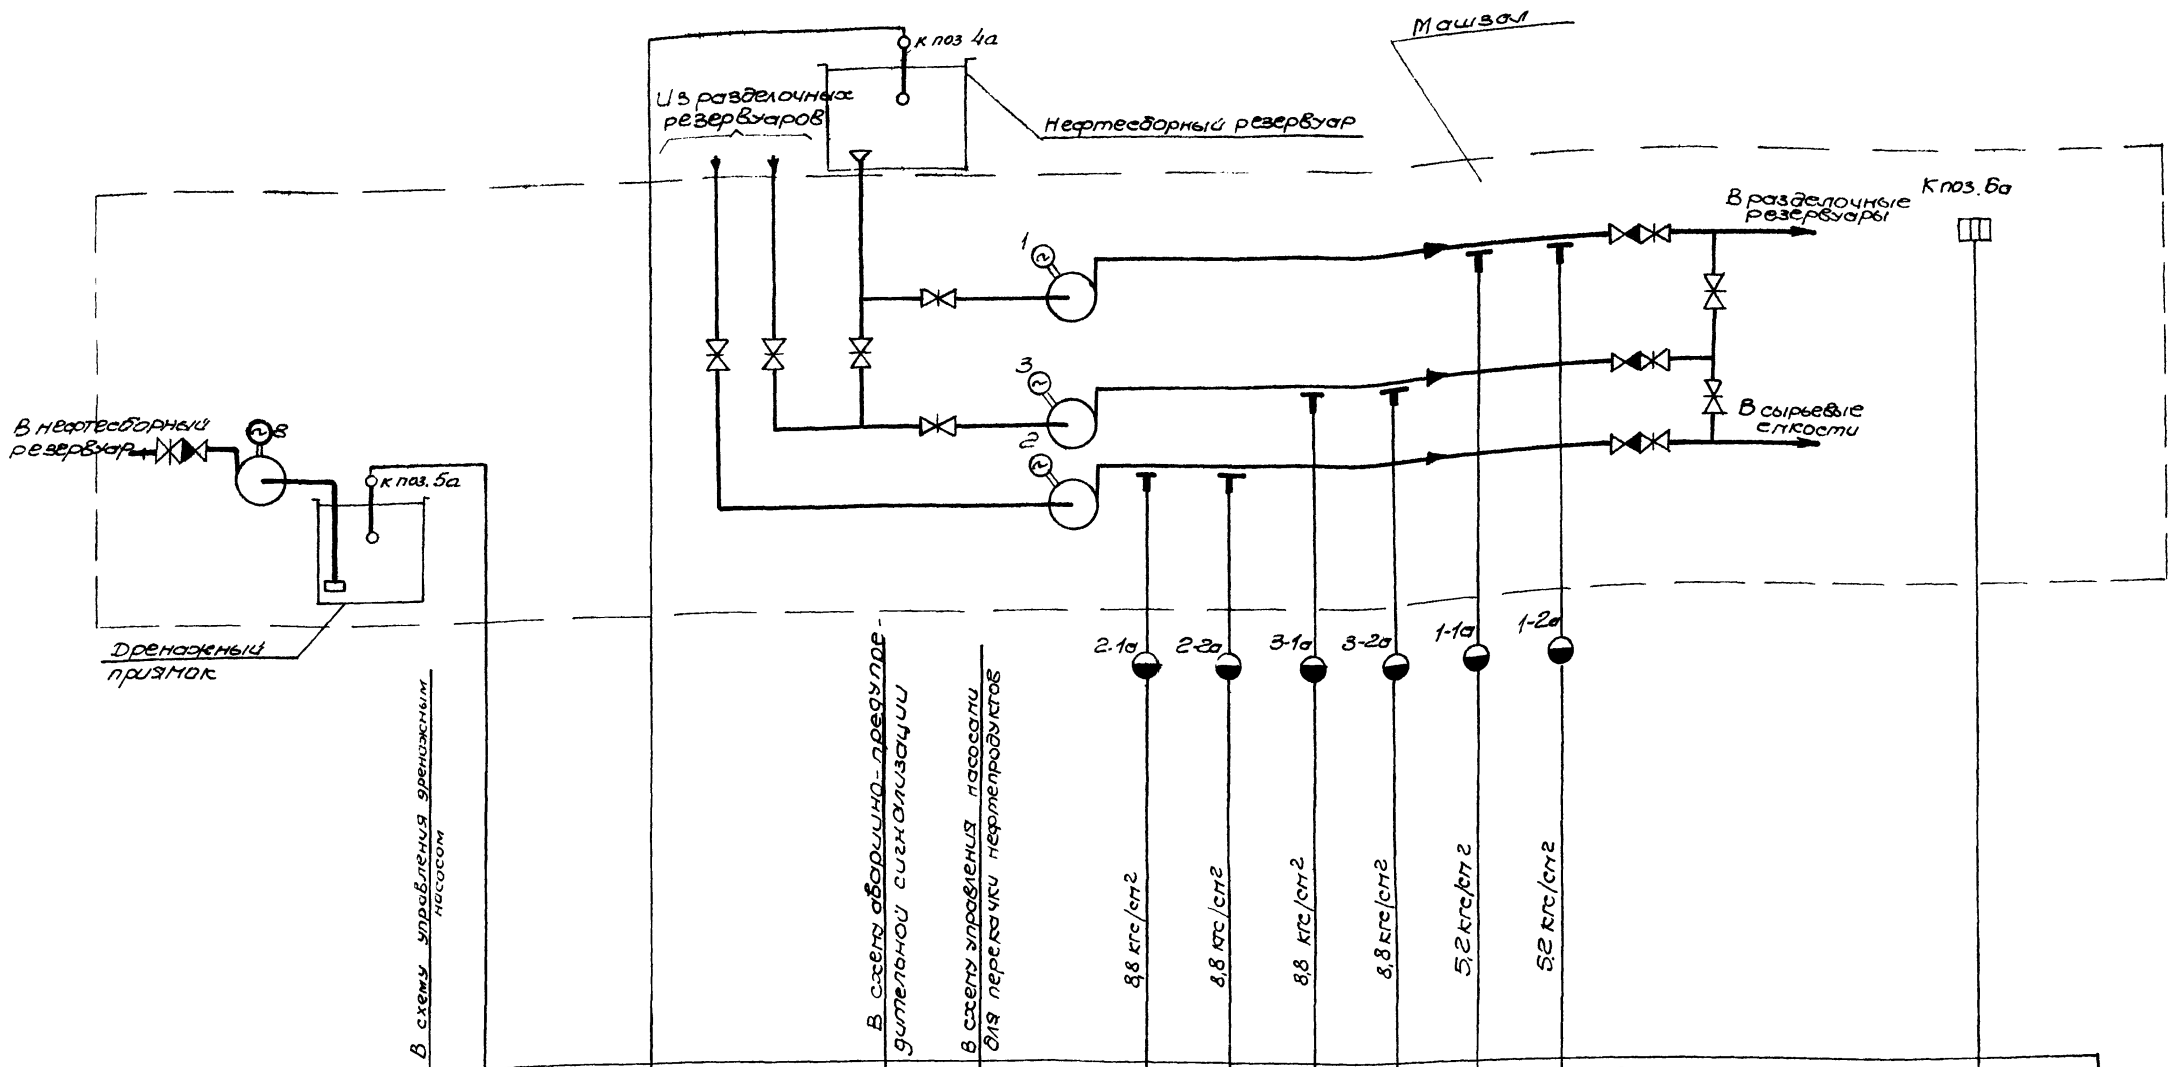 Машзал
к поз 4а
Из разделочных
резервуаров
Нефтесборный резервуар
К поз. 6а
В разделочные
резервуары
1
3
2
В сырьевые
емкости
В нефтесборный
резервуар
8
к поз. 5а
Дренажный
приямок
2-1а
2-2а
3-1а
3-2а
1-1а
1-2а
В схему управления дренажным
насосом
В схему аварийно-предупре-
дительной сигнализации
В схему управления насосами
для перекачки нефтепродуктов
8,8 кгс/см2
8,8 кгс/см2
8,8 кгс/см2
8,8 кгс/см2
5,2 кгс/см2
5,2 кгс/см2